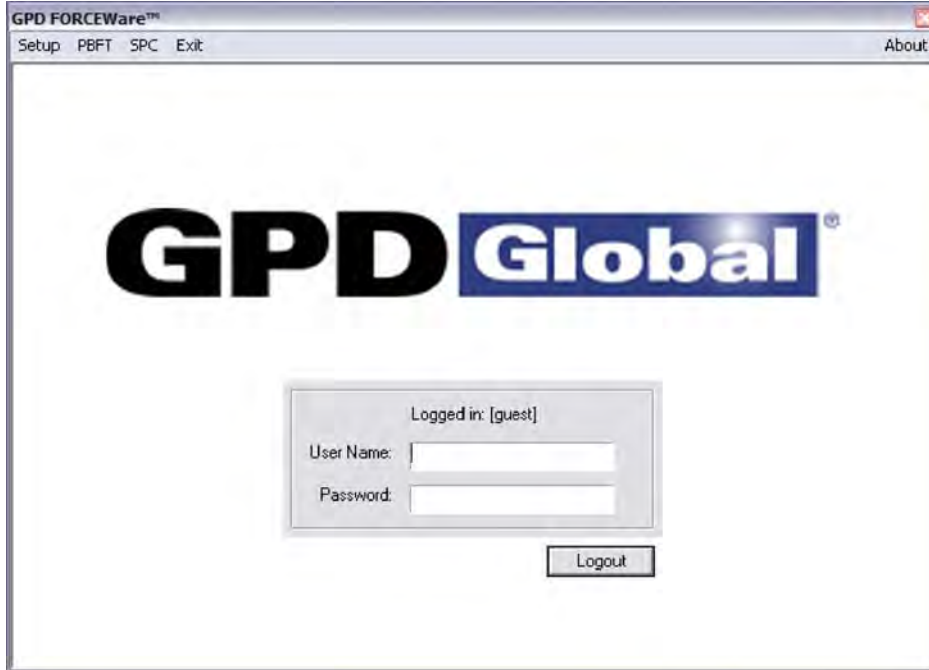 GPD FORCEWare™
Setup PBFT SPC Exit About
GPD Global®
Logged in: [guest]
User Name:
Password:
Logout